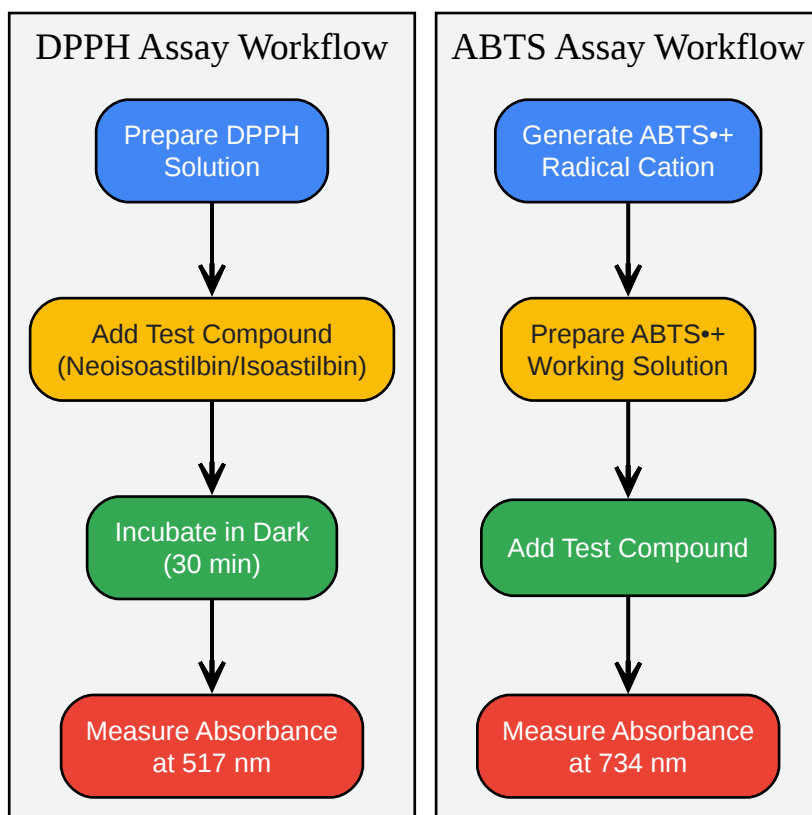 DPPH Assay Workflow
Prepare DPPH
Solution
Add Test Compound
(Neoisoastilbin/Isoastilbin)
Incubate in Dark
(30 min)
Measure Absorbance
at 517 nm
ABTS Assay Workflow
Generate ABTS•+
Radical Cation
Prepare ABTS•+
Working Solution
Add Test Compound
Measure Absorbance
at 734 nm